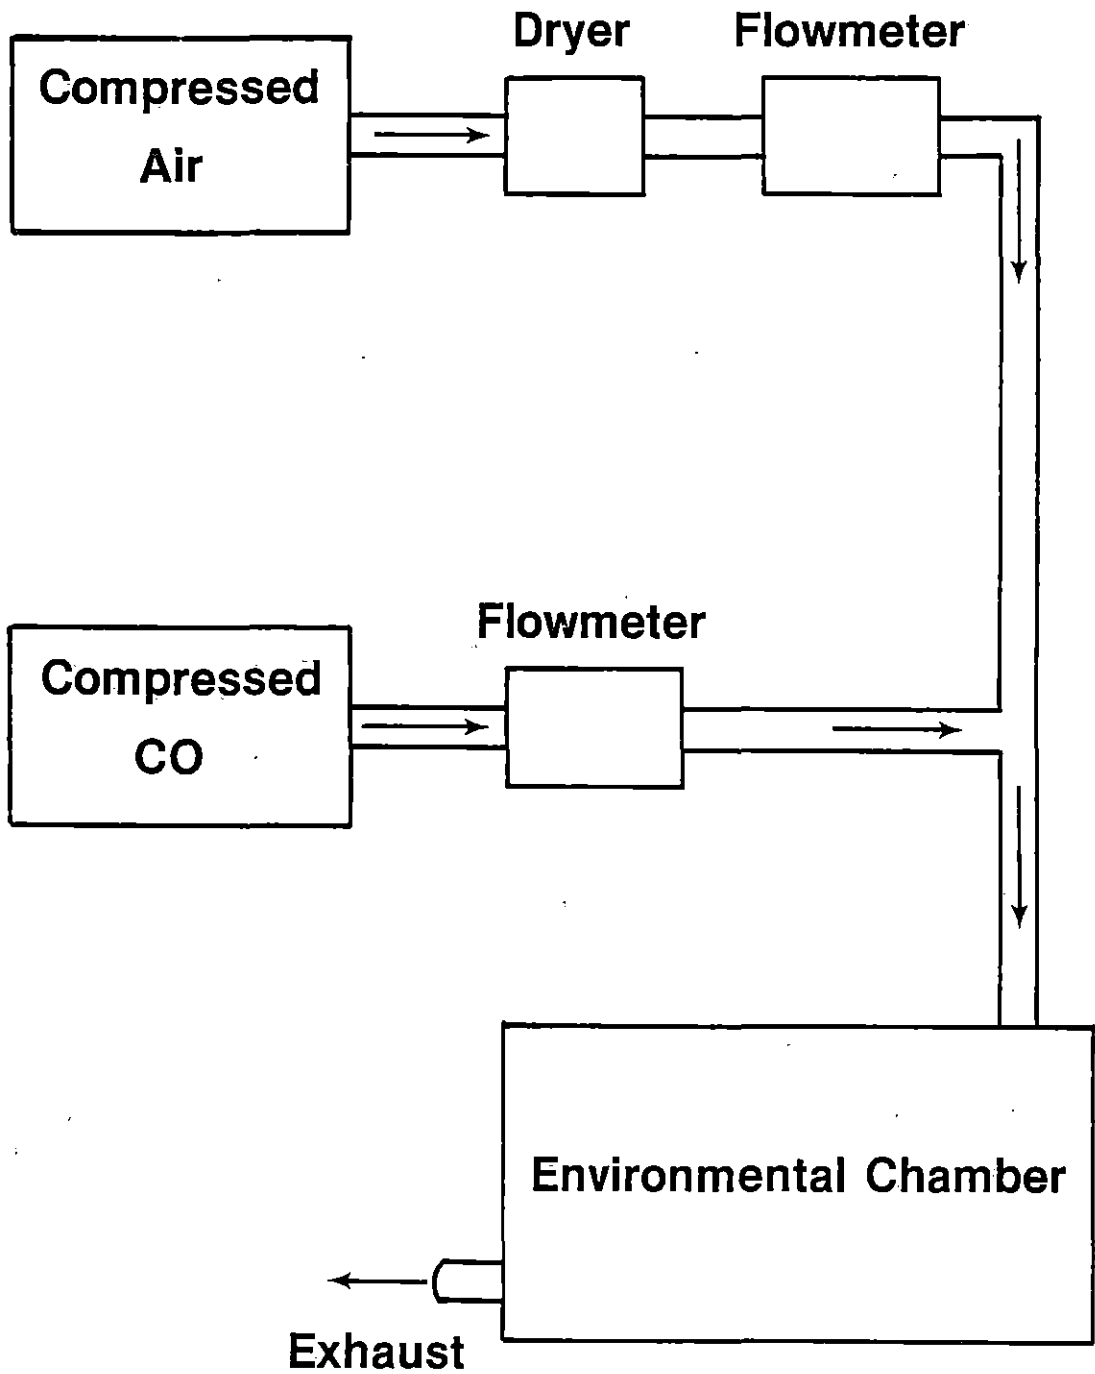 Dryer
Flowmeter
Compressed
Air
Flowmeter
Compressed
CO
Environmental Chamber
Exhaust